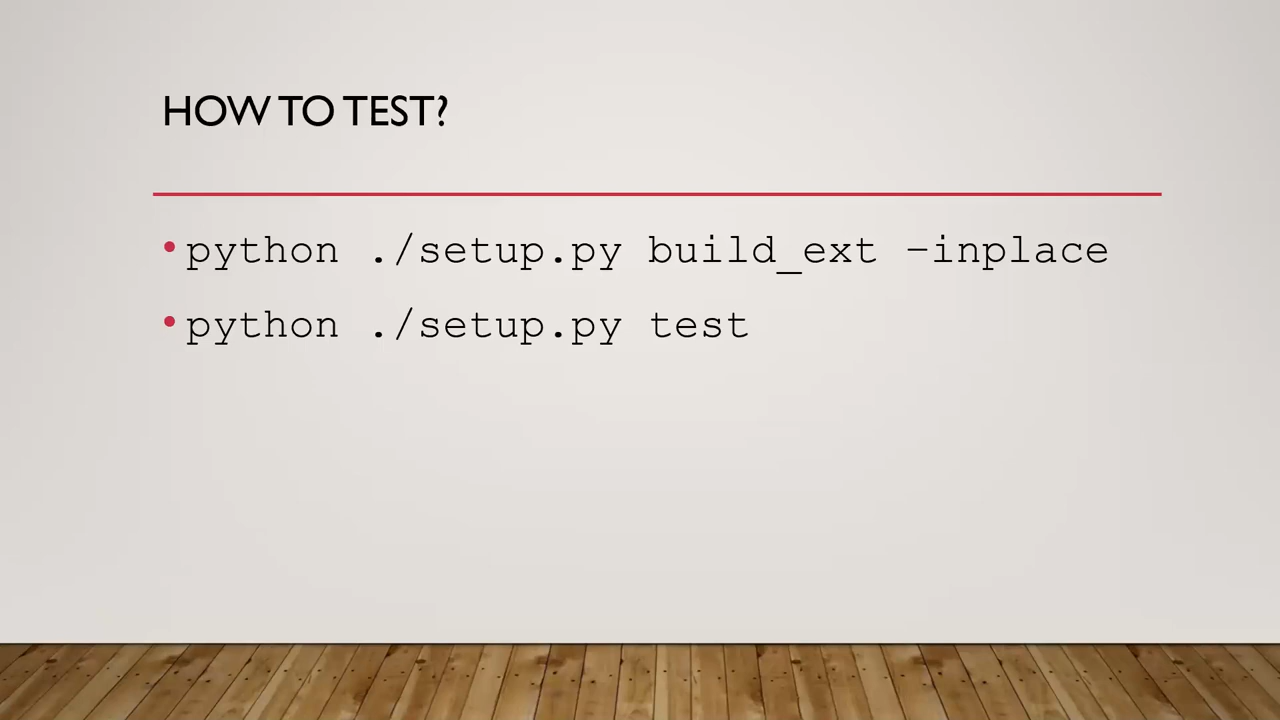 HOW TO TEST?
• python ./setup.py build_ext –inplace
• python ./setup.py test